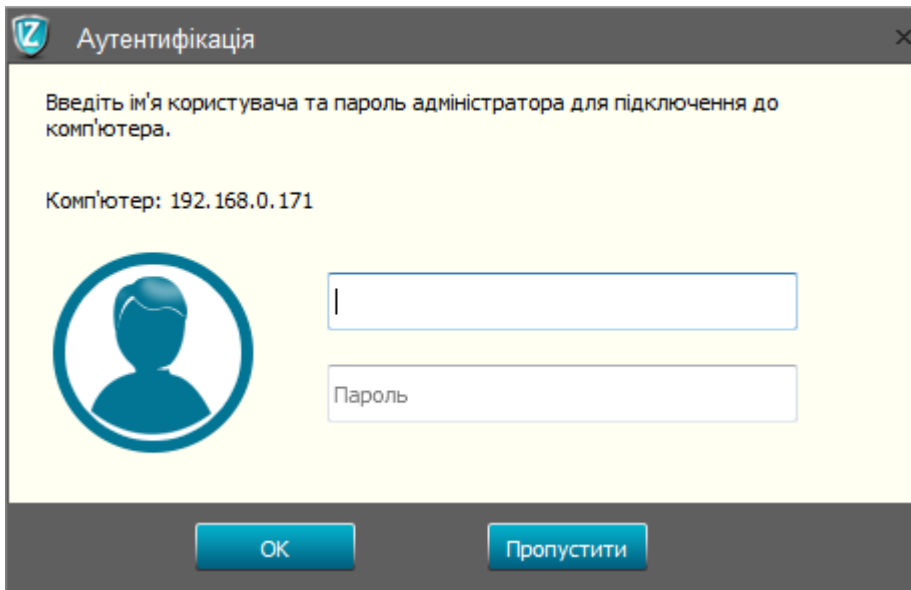 Аутентифікація
Введіть ім'я користувача та пароль адміністратора для підключення до
комп'ютера.
Комп'ютер: 192.168.0.171
Пароль
ОК
Пропустити